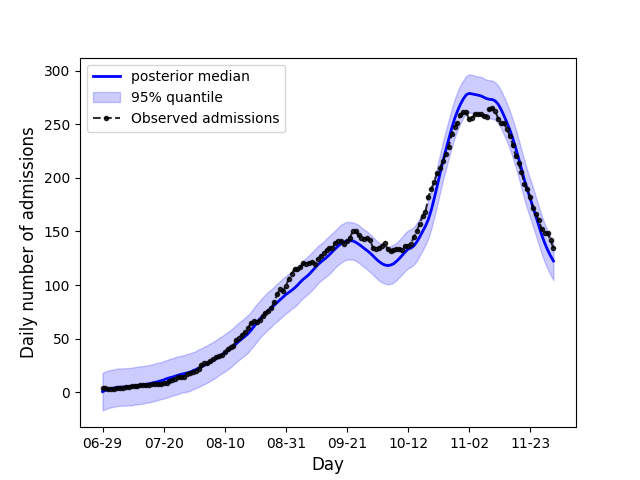 posterior median
95% quantile
Observed admissions
Daily number of admissions
300
250
200
150
100
50
0
06-29 07-20 08-10 08-31 09-21 10-12 11-02 11-23
Day